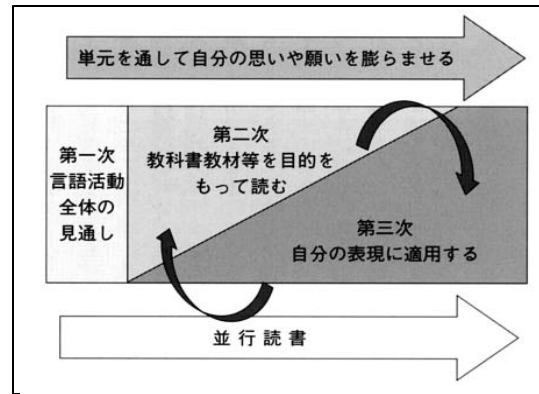 単元を通して自分の思いや願いを膨らませる
第一次
言語活動
全体の
見通し
第二次
教科書教材等を目的を
もって読む
第三次
自分の表現に適用する
並行読書